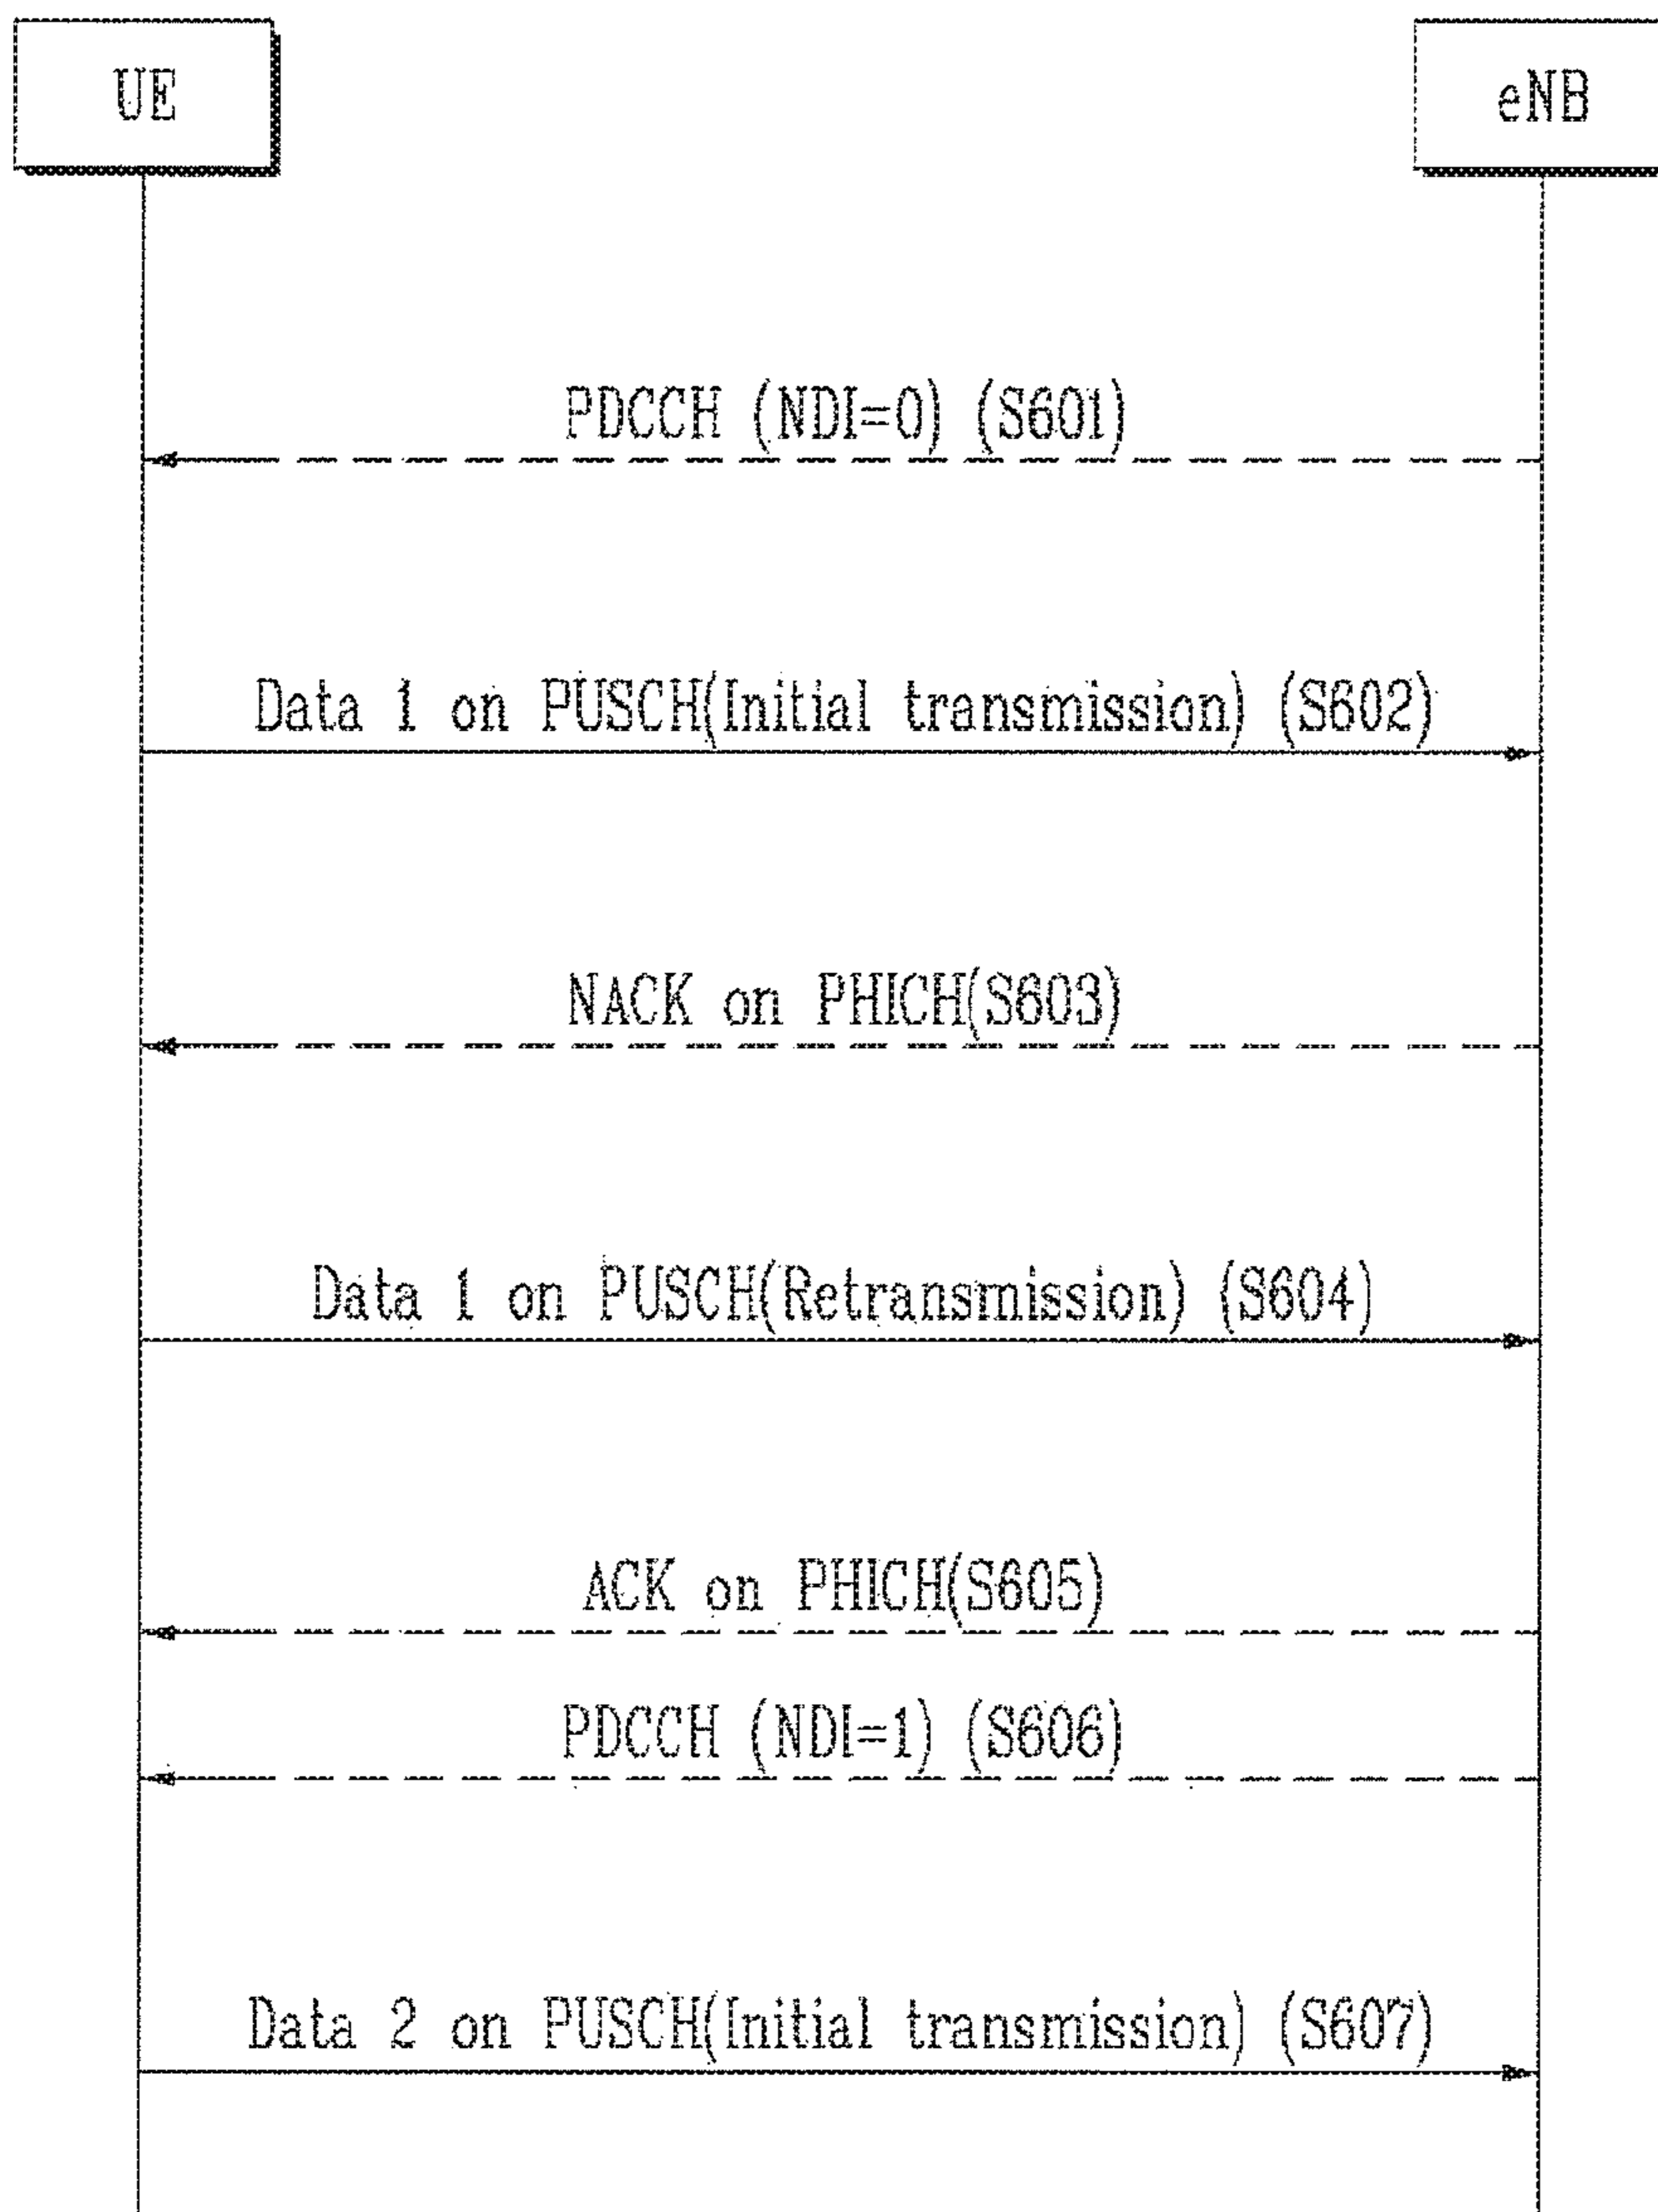 UE
eNB
PDCCH (NDI=0) (S601)
Data 1 on PUSCH(Initial transmission) (S602)
NACK on PHICH(S603)
Data 1 on PUSCH(Retransmission) (S604)
ACK on PHICH(S605)
PDCCH (NDI=1) (S606)
Data 2 on PUSCH(Initial transmission) (S607)